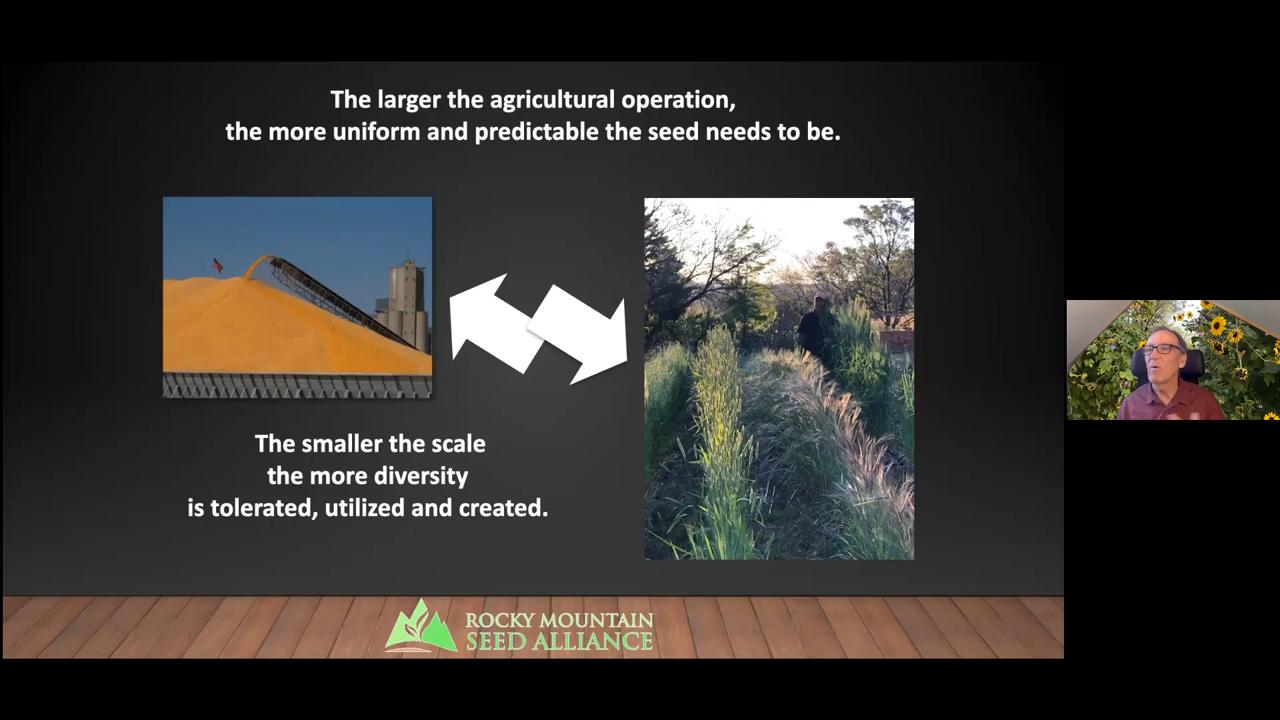 The larger the agricultural operation,
the more uniform and predictable the seed needs to be.
The smaller the scale
the more diversity
is tolerated, utilized and created.
ROCKY MOUNTAIN
SEED ALLIANCE